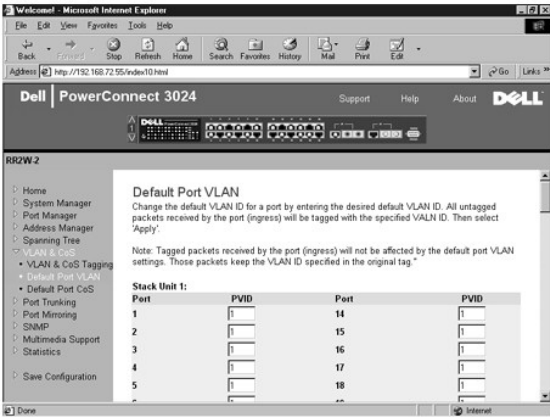 Welcome! - Microsoft Internet Explorer
File Edit View Favorites Tools Help
Back Forward Stop Refresh Home Search Favorites History Mail Print Edit
Address http://192.168.72.55/index10.html Go Links »
Dell | PowerConnect 3024 Support Help About DELL
DELL
1
RR2W-2
Home
System Manager
Port Manager
Address Manager
Spanning Tree
VLAN & CoS
• VLAN & CoS Tagging
• Default Port VLAN
• Default Port CoS
Port Trunking
Port Mirroring
SNMP
Multimedia Support
Statistics
Save Configuration
Default Port VLAN
Change the default VLAN ID for a port by entering the desired default VLAN ID. All untagged
packets received by the port (ingress) will be tagged with the specified VALN ID. Then select
'Apply'.
Note: Tagged packets received by the port (ingress) will not be affected by the default port VLAN
settings. Those packets keep the VLAN ID specified in the original tag."
Stack Unit 1:
Port PVID Port PVID
1 1 14 1
2 1 15 1
3 1 16 1
4 1 17 1
5 1 18 1
Done Internet